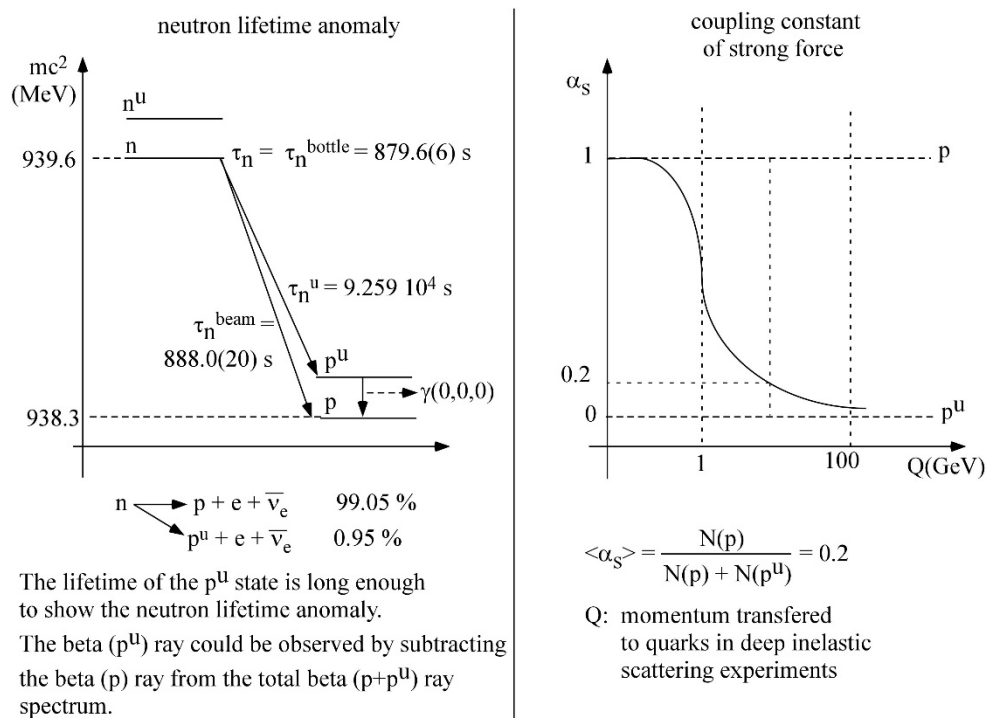 neutron lifetime anomaly
mc²
(MeV)
nᵘ
n
939.6
τₙ = τₙᵇᵒᵗᵗˡᵉ = 879.6(6) s
τₙᵘ = 9.259 10⁴ s
τₙᵇᵉᵃᵐ =
888.0(20) s
pᵘ
p
γ(0,0,0)
938.3
n → p + e + ν̅ₑ 99.05 %
pᵘ + e + ν̅ₑ 0.95 %
The lifetime of the pᵘ state is long enough
to show the neutron lifetime anomaly.
The beta (pᵘ) ray could be observed by subtracting
the beta (p) ray from the total beta (p+pᵘ) ray
spectrum.
coupling constant
of strong force
αₛ
1
p
0.2
0
pᵘ
1
100
Q(GeV)
<αₛ> = N(p) / N(p) + N(pᵘ) = 0.2
Q: momentum transfered
to quarks in deep inelastic
scattering experiments